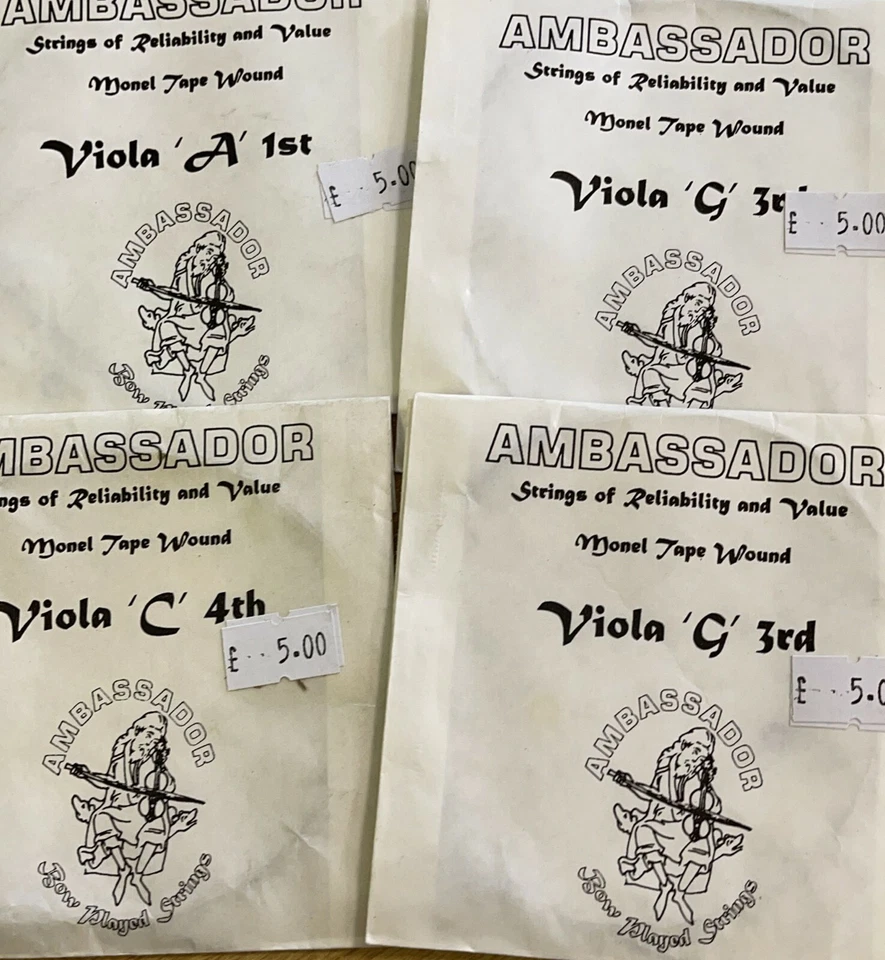 AMBASSADOR
Strings of Reliability and Value
Monel Tape Wound
Viola 'A' 1st
£ 5.00
AMBASSADOR
Bow Strings
AMBASSADOR
Strings of Reliability and Value
Monel Tape Wound
Viola 'G'
£ 5.00
AMBASSADOR
MBASSADOR
ngs of Reliability and Value
Monel Tape Wound
Viola 'C' 4th
£ 5.00
AMBASSADOR
Bow Played Strings
AMBASSADOR
Strings of Reliability and Value
Monel Tape Wound
Viola 'G' 3rd
£ 5.0
AMBASSADOR
Bow Played Strings